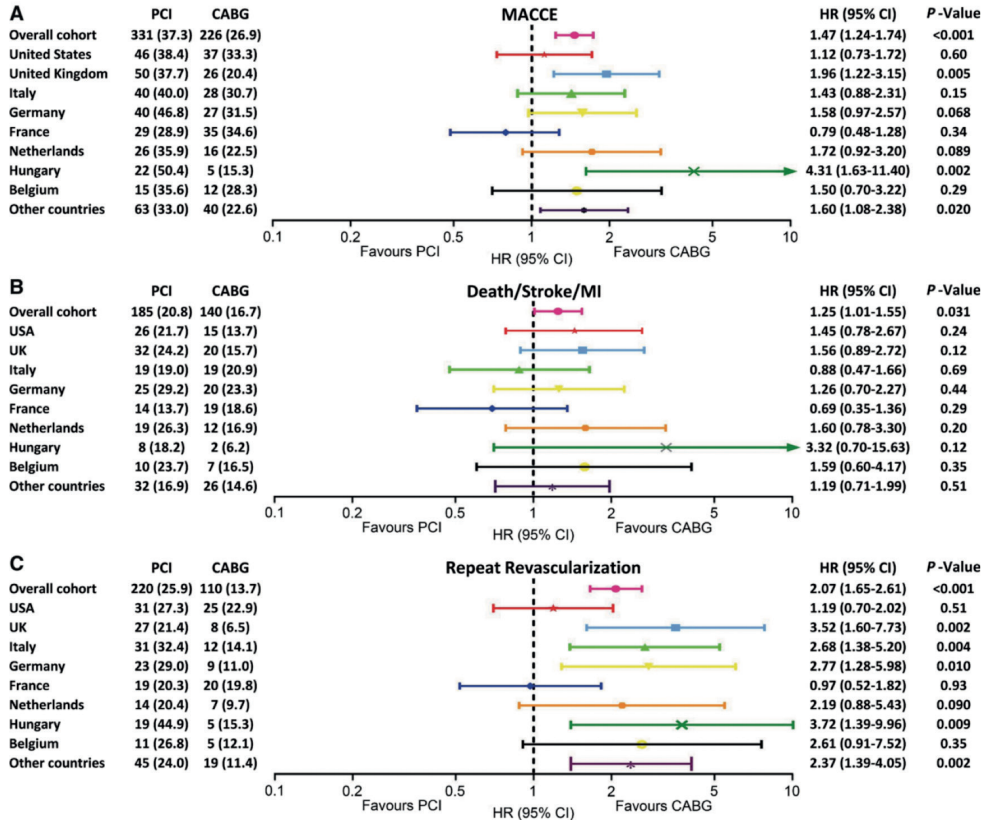 A PCI CABG MACCE HR (95% CI) P-Value
Overall cohort 331 (37.3) 226 (26.9) 1.47 (1.24-1.74) <0.001
United States 46 (38.4) 37 (33.3) 1.12 (0.73-1.72) 0.60
United Kingdom 50 (37.7) 26 (20.4) 1.96 (1.22-3.15) 0.005
Italy 40 (40.0) 28 (30.7) 1.43 (0.88-2.31) 0.15
Germany 40 (46.8) 27 (31.5) 1.58 (0.97-2.57) 0.068
France 29 (28.9) 35 (34.6) 0.79 (0.48-1.28) 0.34
Netherlands 26 (35.9) 16 (22.5) 1.72 (0.92-3.20) 0.089
Hungary 22 (50.4) 5 (15.3) 4.31 (1.63-11.40) 0.002
Belgium 15 (35.6) 12 (28.3) 1.50 (0.70-3.22) 0.29
Other countries 63 (33.0) 40 (22.6) 1.60 (1.08-2.38) 0.020
0.1 0.2 0.5 1 2 5 10
Favours PCI HR (95% CI) Favours CABG
B PCI CABG Death/Stroke/MI HR (95% CI) P-Value
Overall cohort 185 (20.8) 140 (16.7) 1.25 (1.01-1.55) 0.031
USA 26 (21.7) 15 (13.7) 1.45 (0.78-2.67) 0.24
UK 32 (24.2) 20 (15.7) 1.56 (0.89-2.72) 0.12
Italy 19 (19.0) 19 (20.9) 0.88 (0.47-1.66) 0.69
Germany 25 (29.2) 20 (23.3) 1.26 (0.70-2.27) 0.44
France 14 (13.7) 19 (18.6) 0.69 (0.35-1.36) 0.29
Netherlands 19 (26.3) 12 (16.9) 1.60 (0.78-3.30) 0.20
Hungary 8 (18.2) 2 (6.2) 3.32 (0.70-15.63) 0.12
Belgium 10 (23.7) 7 (16.5) 1.59 (0.60-4.17) 0.35
Other countries 32 (16.9) 26 (14.6) 1.19 (0.71-1.99) 0.51
0.1 0.2 0.5 1 2 5 10
Favours PCI HR (95% CI) Favours CABG
C PCI CABG Repeat Revascularization HR (95% CI) P-Value
Overall cohort 220 (25.9) 110 (13.7) 2.07 (1.65-2.61) <0.001
USA 31 (27.3) 25 (22.9) 1.19 (0.70-2.02) 0.51
UK 27 (21.4) 8 (6.5) 3.52 (1.60-7.73) 0.002
Italy 31 (32.4) 12 (14.1) 2.68 (1.38-5.20) 0.004
Germany 23 (29.0) 9 (11.0) 2.77 (1.28-5.98) 0.010
France 19 (20.3) 20 (19.8) 0.97 (0.52-1.82) 0.93
Netherlands 14 (20.4) 7 (9.7) 2.19 (0.88-5.43) 0.090
Hungary 19 (44.9) 5 (15.3) 3.72 (1.39-9.96) 0.009
Belgium 11 (26.8) 5 (12.1) 2.61 (0.91-7.52) 0.35
Other countries 45 (24.0) 19 (11.4) 2.37 (1.39-4.05) 0.002
0.1 0.2 0.5 1 2 5 10
Favours PCI HR (95% CI) Favours CABG